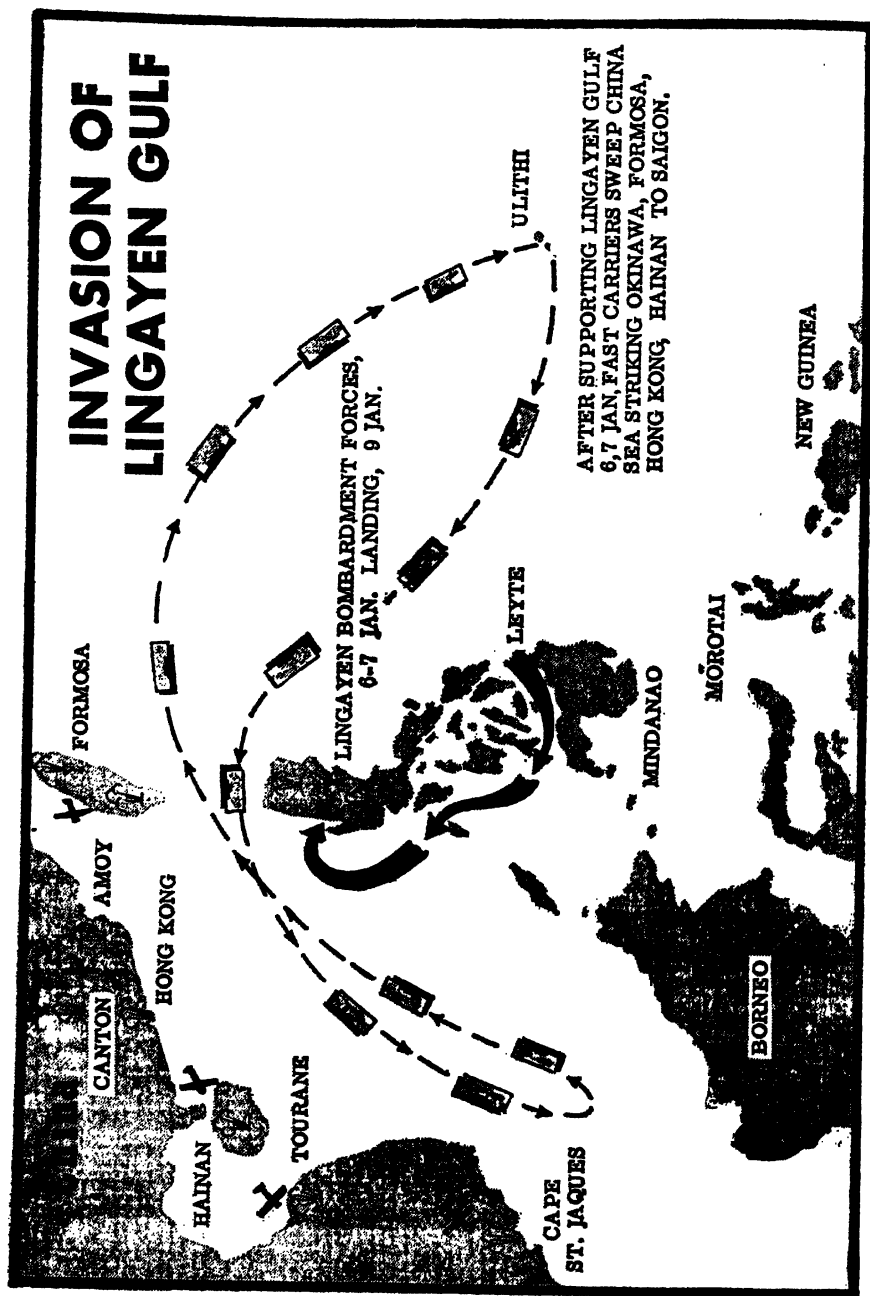 INVASION OF
LINGAYEN GULF
FORMOSA
AMOY
HONG KONG
CANTON
HAINAN
TOURANE
CAPE
ST. JAQUES
LINGAYEN BOMBARDMENT FORCES,
6-7 JAN. LANDING, 9 JAN.
ULITHI
AFTER SUPPORTING LINGAYEN GULF
6,7 JAN, FAST CARRIERS SWEEP CHINA
SEA STRIKING OKINAWA, FORMOSA,
HONG KONG, HAINAN TO SAIGON.
LEYTE
MINDANAO
MOROTAI
NEW GUINEA
BORNEO